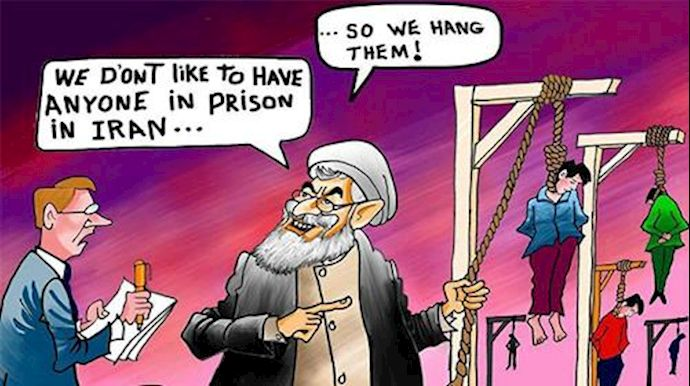 WE D'ONT LIKE TO HAVE
ANYONE IN PRISON
IN IRAN...
...SO WE HANG
THEM!